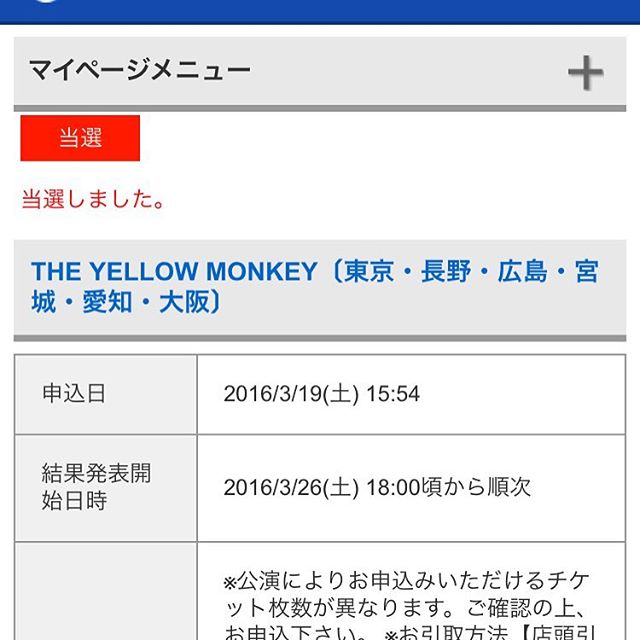 マイページメニュー
当選
当選しました。
THE YELLOW MONKEY〔東京・長野・広島・宮
城・愛知・大阪〕
申込日
2016/3/19(土) 15:54
結果発表開
始日時
2016/3/26(土) 18:00頃から順次
※公演によりお申込みいただけるチケ
ット枚数が異なります。ご確認の上、
お申込下さい。 ※お引取方法【店頭引